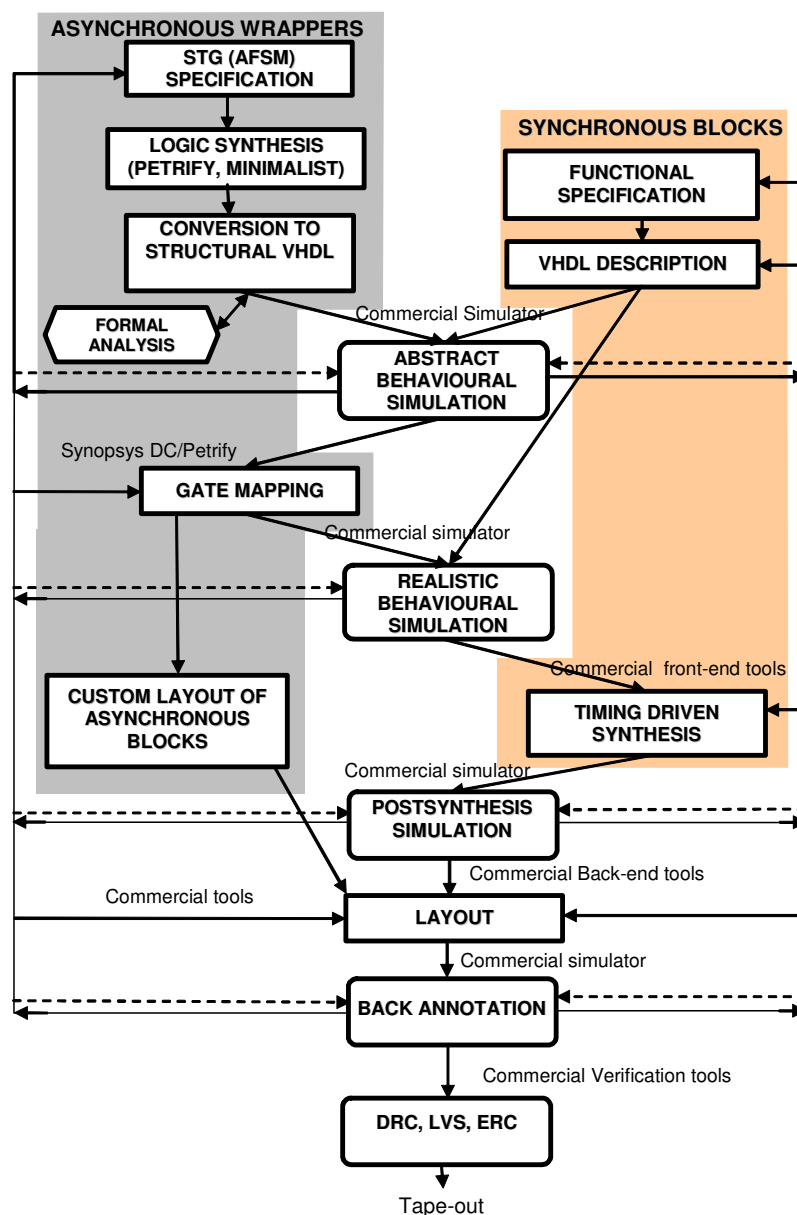 ASYNCHRONOUS WRAPPERS
STG (AFSM)
SPECIFICATION
LOGIC SYNTHESIS
(PETRIFY, MINIMALIST)
CONVERSION TO
STRUCTURAL VHDL
FORMAL
ANALYSIS
SYNCHRONOUS BLOCKS
FUNCTIONAL
SPECIFICATION
VHDL DESCRIPTION
Commercial Simulator
ABSTRACT
BEHAVIOURAL
SIMULATION
Synopsys DC/Petrify
GATE MAPPING
Commercial simulator
REALISTIC
BEHAVIOURAL
SIMULATION
Commercial front-end tools
CUSTOM LAYOUT OF
ASYNCHRONOUS
BLOCKS
TIMING DRIVEN
SYNTHESIS
Commercial simulator
POSTSYNTHESIS
SIMULATION
Commercial Back-end tools
Commercial tools
LAYOUT
Commercial simulator
BACK ANNOTATION
Commercial Verification tools
DRC, LVS, ERC
Tape-out